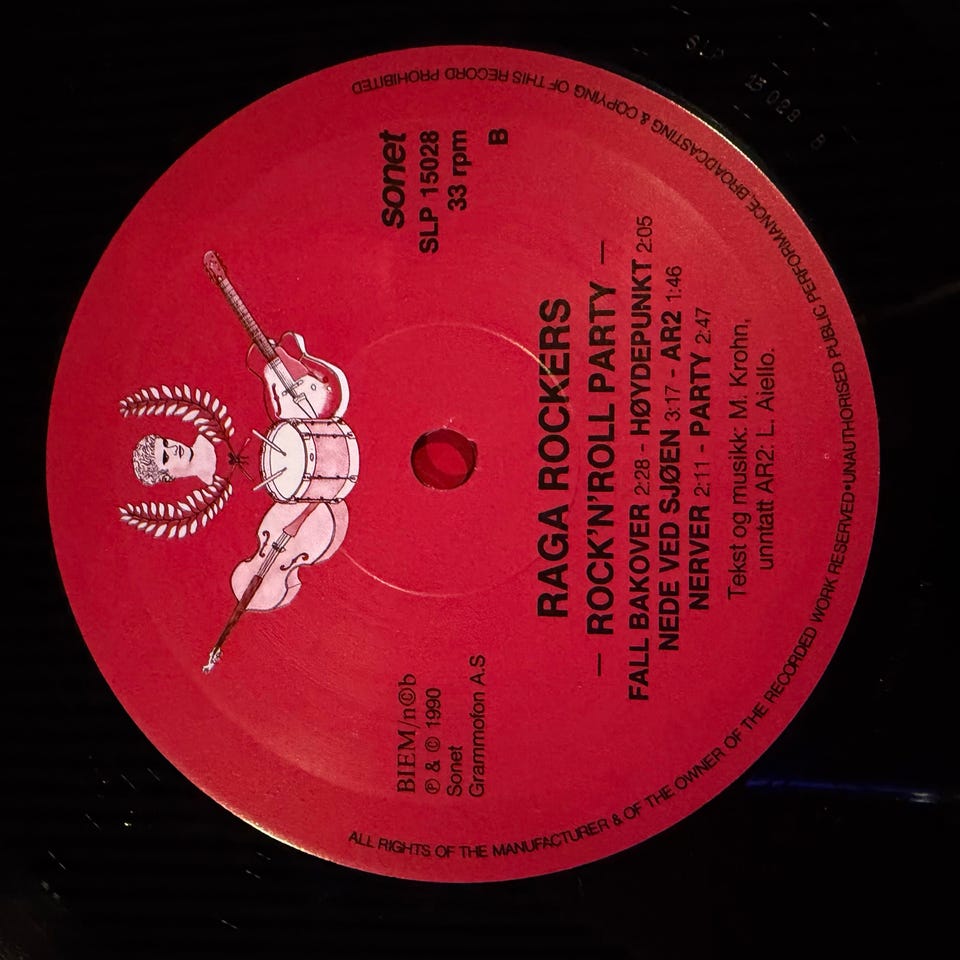 BIEM/n©b
℗ & © 1990
Sonet
Grammofon A.S
sonet
SLP 15028
33 rpm
B
RAGA ROCKERS
— ROCK'N'ROLL PARTY —
FALL BAKOVER 2:28 - HØYDEPUNKT 2:05
NEDE VED SJØEN 3:17 - AR2 1:46
NERVER 2:11 - PARTY 2:47
Tekst og musikk: M. Krohn,
unntatt AR2: L. Aiello.
ALL RIGHTS OF THE MANUFACTURER & OF THE OWNER OF THE RECORDED WORK RESERVED•UNAUTHORISED PUBLIC PERFORMANCE, BROADCASTING & COPYING OF THIS RECORD PROHIBITED